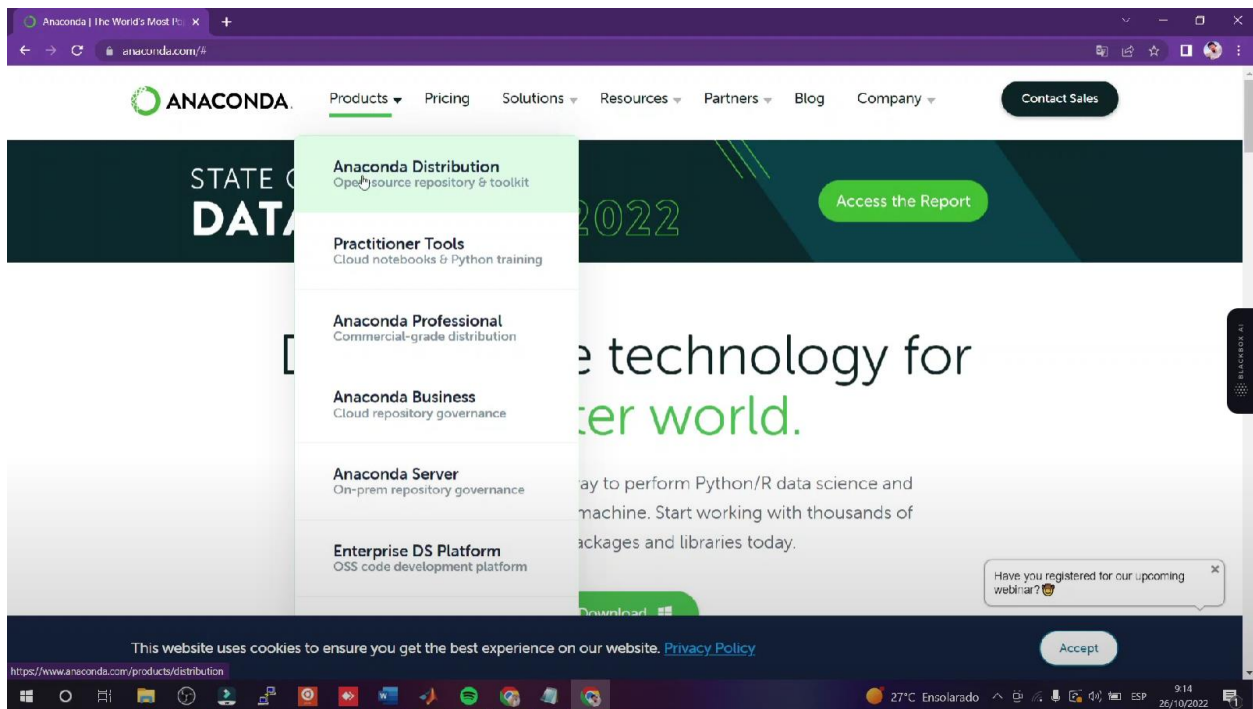 Anaconda | The World's Most Po
anaconda.com/#
ANACONDA.
Products
Pricing
Solutions
Resources
Partners
Blog
Company
Contact Sales
STATE
DATA
2022
Access the Report
Anaconda Distribution
Open-source repository & toolkit
Practitioner Tools
Cloud notebooks & Python training
Anaconda Professional
Commercial-grade distribution
Anaconda Business
Cloud repository governance
Anaconda Server
On-prem repository governance
Enterprise DS Platform
OSS code development platform
technology for
world.
to perform Python/R data science and
machine. Start working with thousands of
and libraries today.
Download
BLACKBOX AI
Have you registered for our upcoming
webinar?
This website uses cookies to ensure you get the best experience on our website. Privacy Policy
Accept
https://www.anaconda.com/products/distribution
27°C Ensolarado
ESP
9:14
26/10/2022